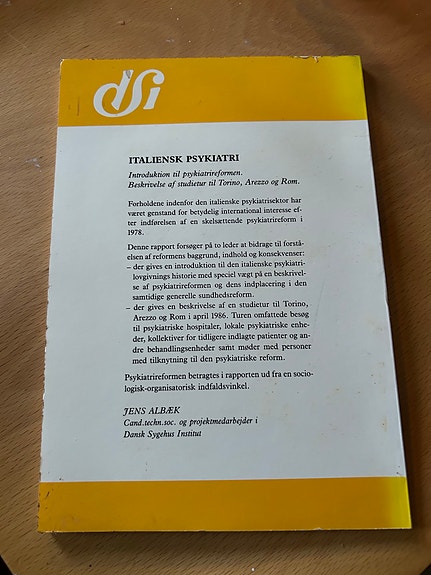 dsi
ITALIENSK PSYKIATRI
Introduktion til psykiatrireformen.
Beskrivelse af studietur til Torino, Arezzo og Rom.
Forholdene indenfor den italienske psykiatrisektor har
været genstand for betydelig international interesse ef-
ter indførelsen af en skelsættende psykiatrireform i
1978.
Denne rapport forsøger på to leder at bidrage til forstå-
elsen af reformens baggrund, indhold og konsekvenser:
– der gives en introduktion til den italienske psykiatri-
lovgivnings historie med speciel vægt på en beskrivel-
se af psykiatrireformen og dens indplacering i den
samtidige generelle sundhedsreform.
– der gives en beskrivelse af en studietur til Torino,
Arezzo og Rom i april 1986. Turen omfattede besøg
til psykiatriske hospitaler, lokale psykiatriske enhe-
der, kollektiver for tidligere indlagte patienter og an-
dre behandlingsenheder samt møder med personer
med tilknytning til den psykiatriske reform.
Psykiatrireformen betragtes i rapporten ud fra en socio-
logisk-organisatorisk indfaldsvinkel.
JENS ALBÆK
Cand.techn.soc. og projektmedarbejder i
Dansk Sygehus Institut